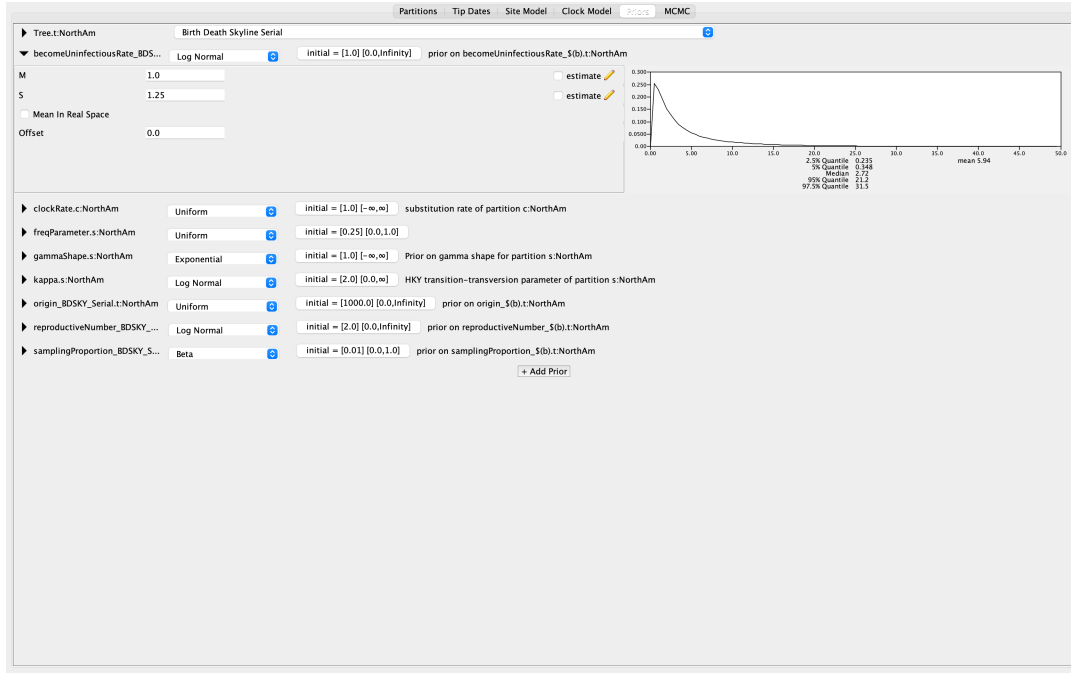 Partitions Tip Dates Site Model Clock Model Priors MCMC
Tree.t:NorthAm Birth Death Skyline Serial
becomeUninfectiousRate_BDS... Log Normal initial = [1.0] [0.0,Infinity] prior on becomeUninfectiousRate_$(b).t:NorthAm
M 1.0 estimate
S 1.25 estimate
Mean In Real Space
Offset 0.0
0.300
0.250
0.150
0.100
0.0500
0.00
0.00 5.00 10.0 15.0 20.0 25.0 30.0 35.0 40.0 45.0 50.0
2.5% Quantile 0.235 mean 5.94
5% Quantile 0.348
Median 2.72
95% Quantile 21.2
97.5% Quantile 31.5
clockRate.c:NorthAm Uniform initial = [1.0] [-∞,∞] substitution rate of partition c:NorthAm
freqParameter.s:NorthAm Uniform initial = [0.25] [0.0,1.0]
gammaShape.s:NorthAm Exponential initial = [1.0] [-∞,∞] Prior on gamma shape for partition s:NorthAm
kappa.s:NorthAm Log Normal initial = [2.0] [0.0,∞] HKY transition-transversion parameter of partition s:NorthAm
origin_BDSKY_Serial.t:NorthAm Uniform initial = [1000.0] [0.0,Infinity] prior on origin_$(b).t:NorthAm
reproductiveNumber_BDSKY_... Log Normal initial = [2.0] [0.0,Infinity] prior on reproductiveNumber_$(b).t:NorthAm
samplingProportion_BDSKY_S... Beta initial = [0.01] [0.0,1.0] prior on samplingProportion_$(b).t:NorthAm
+ Add Prior